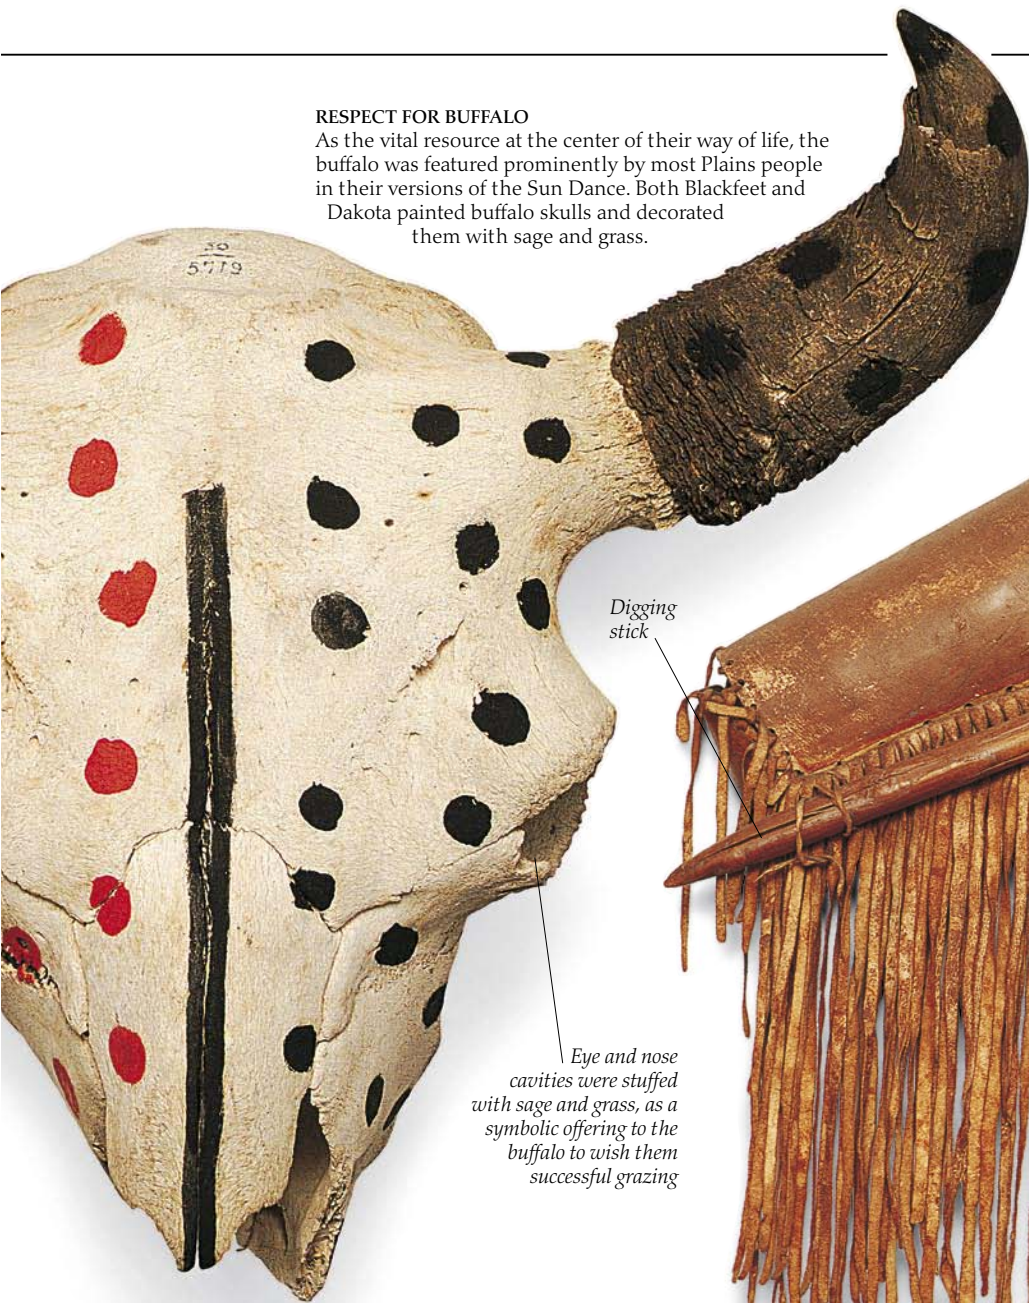 RESPECT FOR BUFFALO
As the vital resource at the center of their way of life, the
buffalo was featured prominently by most Plains people
in their versions of the Sun Dance. Both Blackfeet and
Dakota painted buffalo skulls and decorated
them with sage and grass.
50
5719
Digging
stick
Eye and nose
cavities were stuffed
with sage and grass, as a
symbolic offering to the
buffalo to wish them
successful grazing